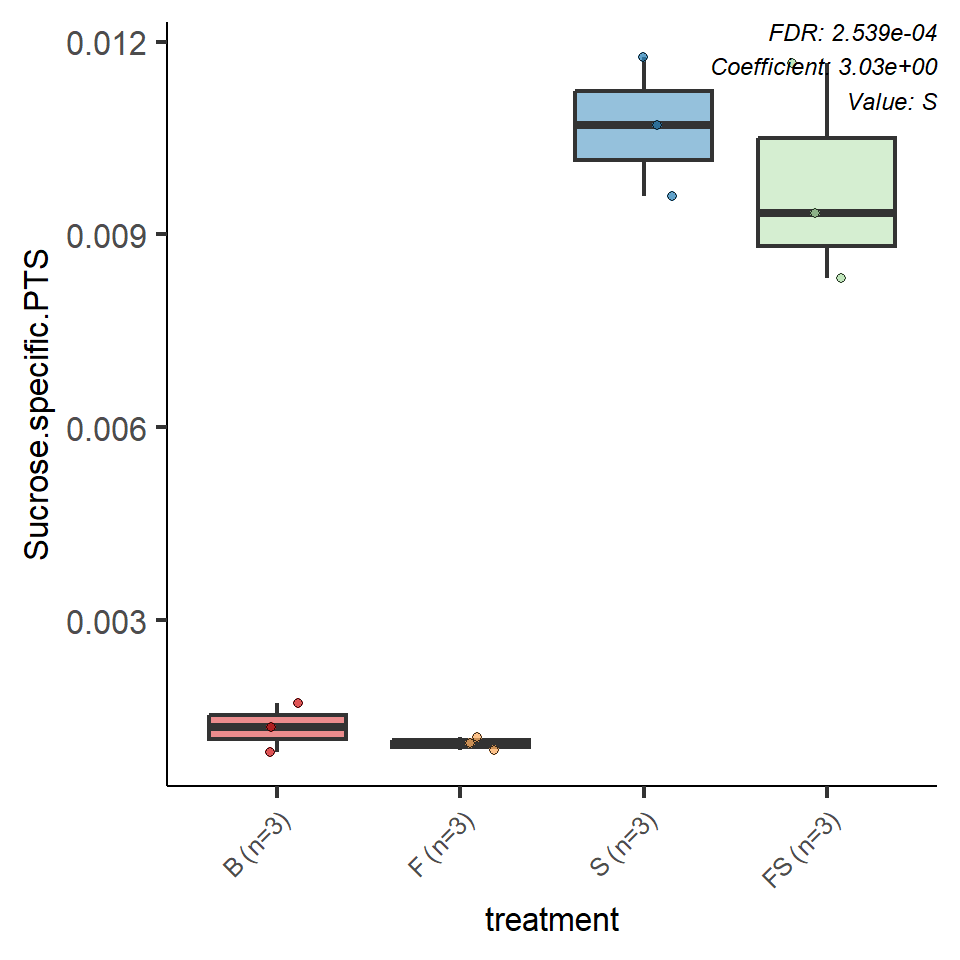 FDR: 2.539e-04
Coefficient: 3.03e+00
Value: S
0.012
0.009
0.006
0.003
Sucrose.specific.PTS
B (n=3)
F (n=3)
S (n=3)
FS (n=3)
treatment